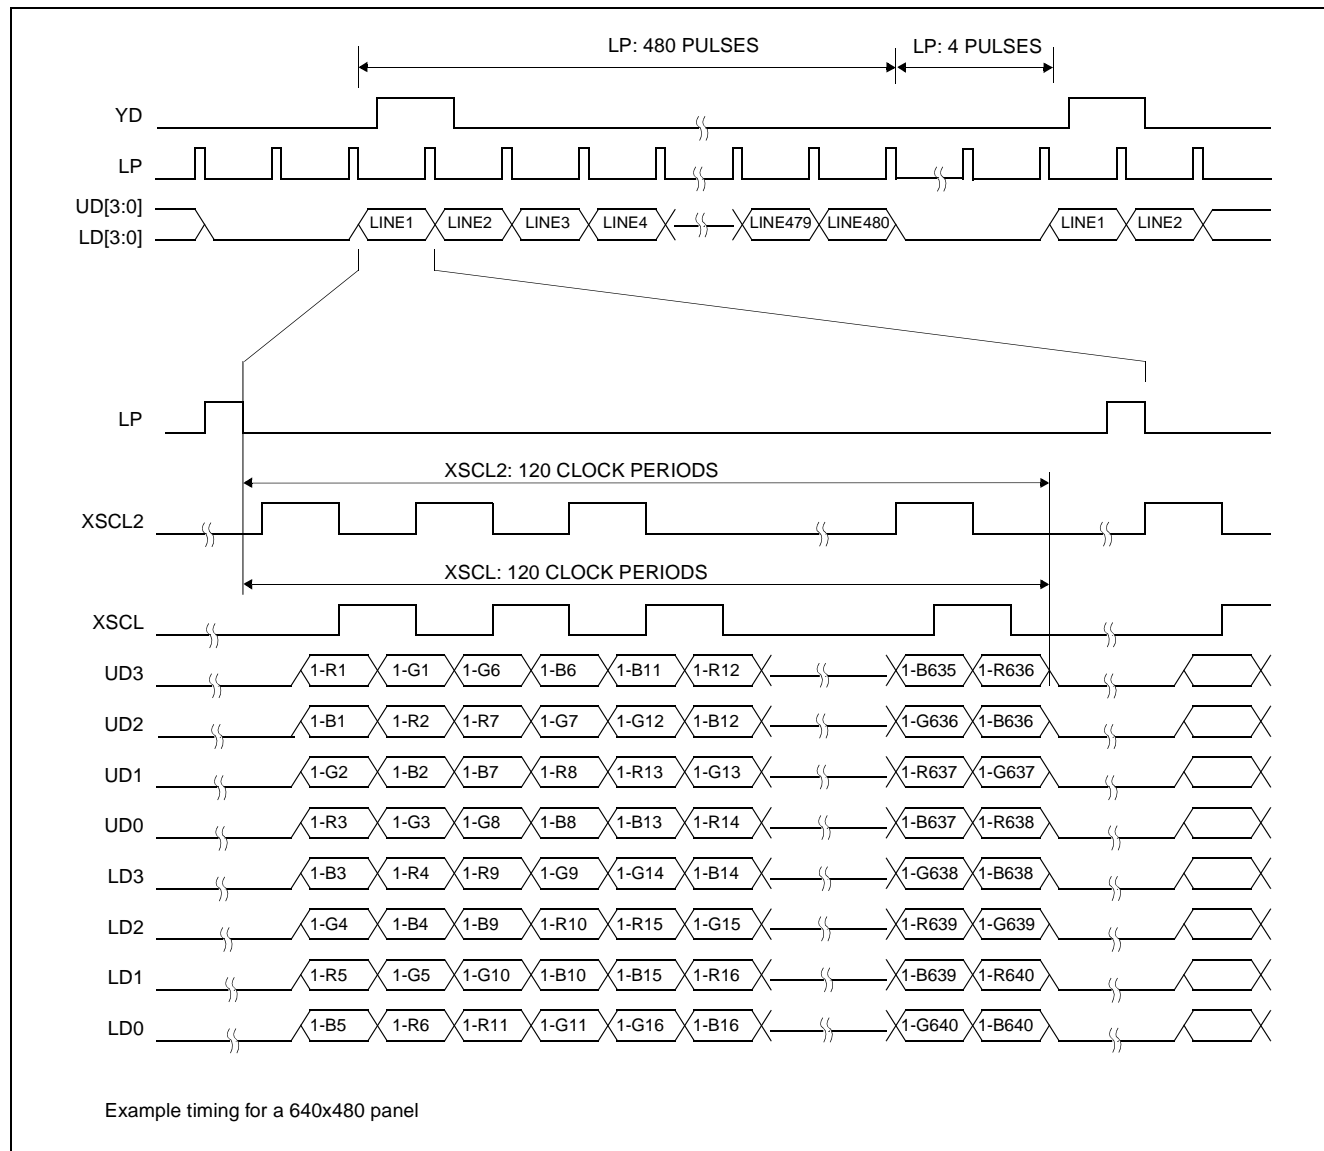 LP: 480 PULSES LP: 4 PULSES
YD
LP
UD[3:0]
LD[3:0]
LINE1 LINE2 LINE3 LINE4 LINE479 LINE480 LINE1 LINE2
LP
XSCL2: 120 CLOCK PERIODS
XSCL2
XSCL: 120 CLOCK PERIODS
XSCL
UD3 1-R1 1-G1 1-G6 1-B6 1-B11 1-R12 1-B635 1-R636
UD2 1-B1 1-R2 1-R7 1-G7 1-G12 1-B12 1-G636 1-B636
UD1 1-G2 1-B2 1-B7 1-R8 1-R13 1-G13 1-R637 1-G637
UD0 1-R3 1-G3 1-G8 1-B8 1-B13 1-R14 1-B637 1-R638
LD3 1-B3 1-R4 1-R9 1-G9 1-G14 1-B14 1-G638 1-B638
LD2 1-G4 1-B4 1-B9 1-R10 1-R15 1-G15 1-R639 1-G639
LD1 1-R5 1-G5 1-G10 1-B10 1-B15 1-R16 1-B639 1-R640
LD0 1-B5 1-R6 1-R11 1-G11 1-G16 1-B16 1-G640 1-B640
Example timing for a 640x480 panel